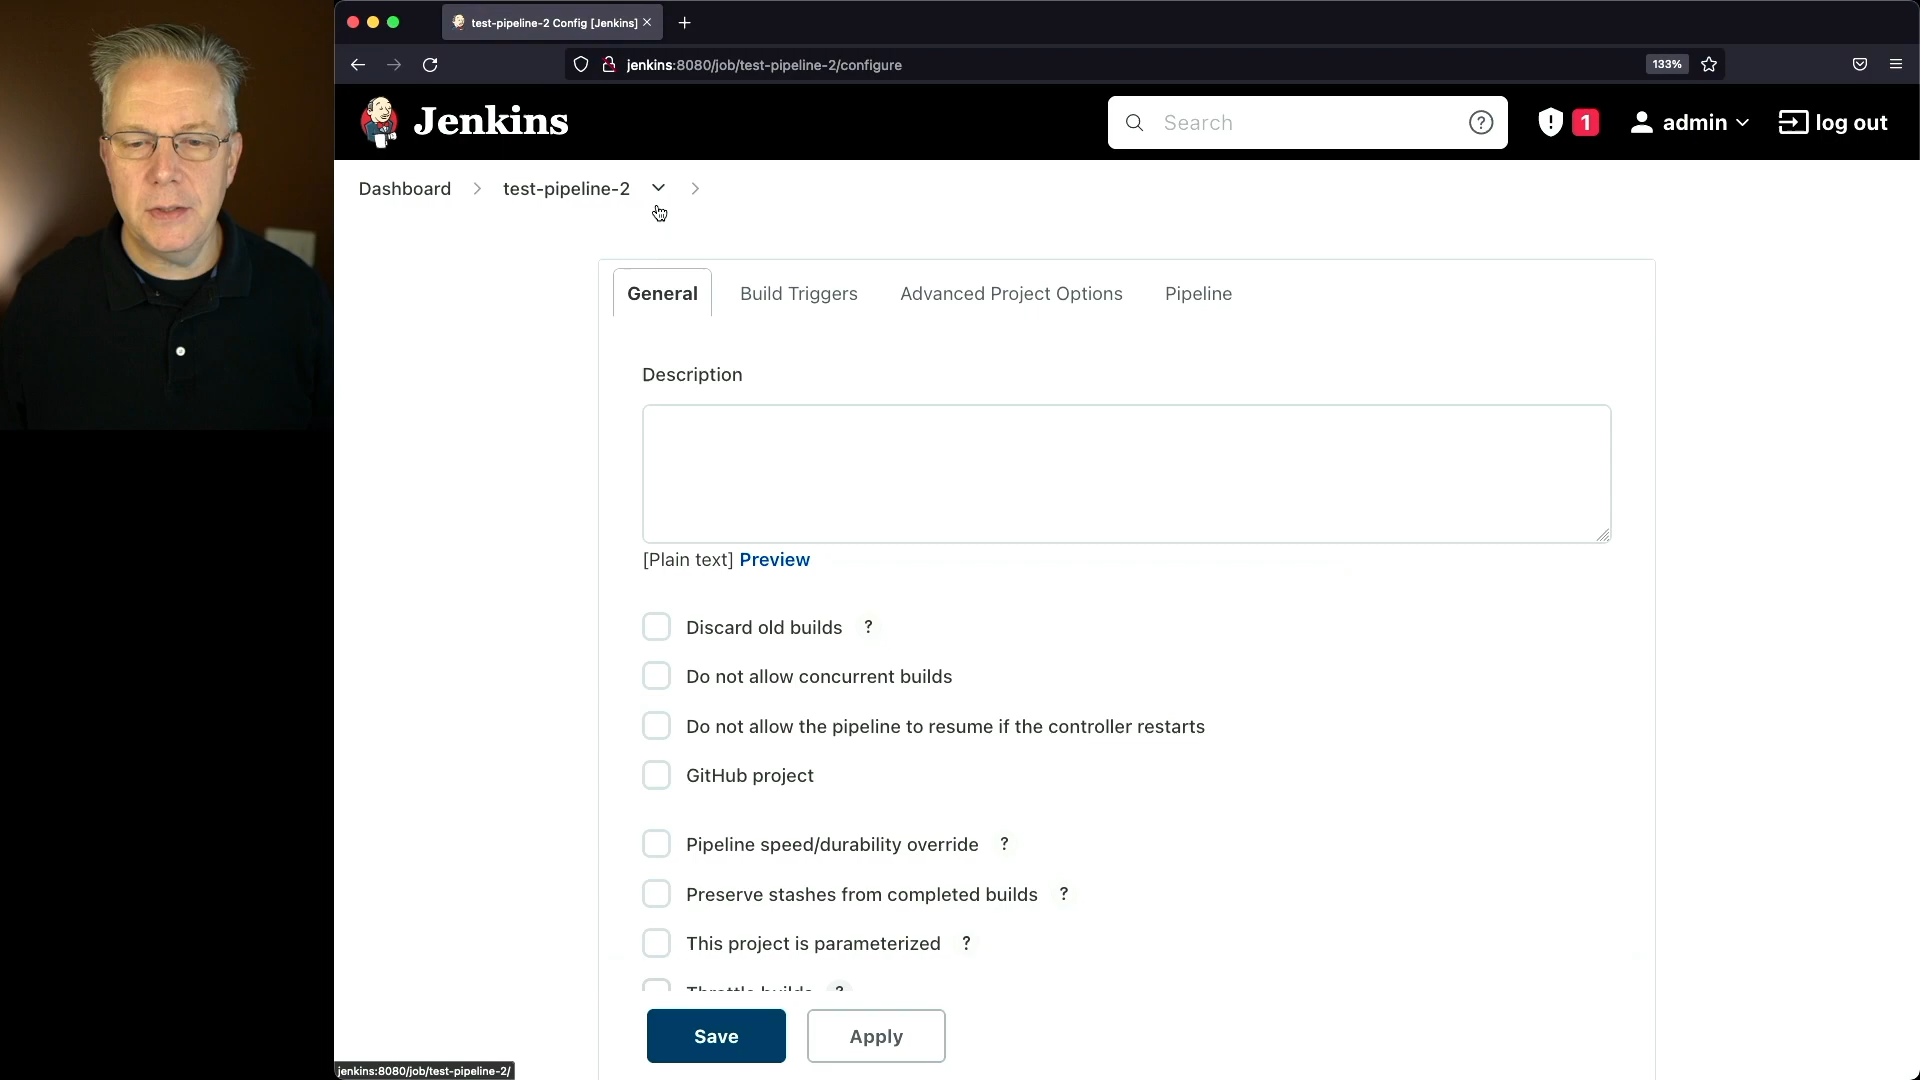 test-pipeline-2 Config [Jenkins]
jenkins:8080/job/test-pipeline-2/configure
133%
Jenkins
Search
?
1
admin
log out
Dashboard
test-pipeline-2
General
Build Triggers
Advanced Project Options
Pipeline
Description
[Plain text] Preview
Discard old builds ?
Do not allow concurrent builds
Do not allow the pipeline to resume if the controller restarts
GitHub project
Pipeline speed/durability override ?
Preserve stashes from completed builds ?
This project is parameterized ?
Throttle builds ?
Save
Apply
jenkins:8080/job/test-pipeline-2/